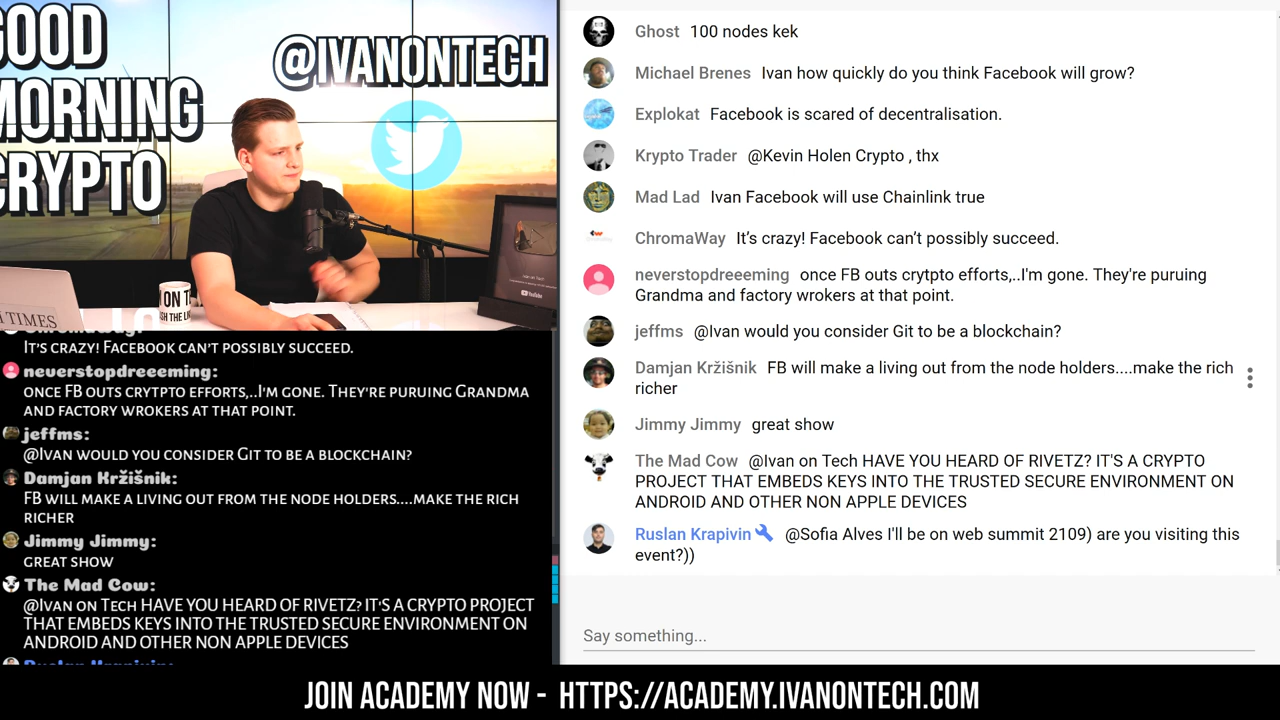 GOOD
MORNING
CRYPTO
@IVANONTECH
TIMES
ON T
YouTube
IT'S CRAZY! FACEBOOK CAN'T POSSIBLY SUCCEED.
neverstopdreeeming:
ONCE FB OUTS CRYTPTO EFFORTS,..I'M GONE. THEY'RE PURUING GRANDMA
AND FACTORY WROKERS AT THAT POINT.
jeffms:
@IVAN WOULD YOU CONSIDER GIT TO BE A BLOCKCHAIN?
Damjan Kržišnik:
FB WILL MAKE A LIVING OUT FROM THE NODE HOLDERS....MAKE THE RICH
RICHER
Jimmy Jimmy:
GREAT SHOW
The Mad Cow:
@IVAN ON TECH HAVE YOU HEARD OF RIVETZ? IT'S A CRYPTO PROJECT
THAT EMBEDS KEYS INTO THE TRUSTED SECURE ENVIRONMENT ON
ANDROID AND OTHER NON APPLE DEVICES
Ghost 100 nodes kek
Michael Brenes Ivan how quickly do you think Facebook will grow?
Explokat Facebook is scared of decentralisation.
Krypto Trader @Kevin Holen Crypto , thx
Mad Lad Ivan Facebook will use Chainlink true
ChromaWay It's crazy! Facebook can't possibly succeed.
neverstopdreeeming once FB outs crytpto efforts,..I'm gone. They're puruing
Grandma and factory wrokers at that point.
jeffms @Ivan would you consider Git to be a blockchain?
Damjan Kržišnik FB will make a living out from the node holders....make the rich
richer
Jimmy Jimmy great show
The Mad Cow @Ivan on Tech HAVE YOU HEARD OF RIVETZ? IT'S A CRYPTO
PROJECT THAT EMBEDS KEYS INTO THE TRUSTED SECURE ENVIRONMENT ON
ANDROID AND OTHER NON APPLE DEVICES
Ruslan Krapivin @Sofia Alves I'll be on web summit 2109) are you visiting this
event?))
Say something...
JOIN ACADEMY NOW - HTTPS://ACADEMY.IVANONTECH.COM